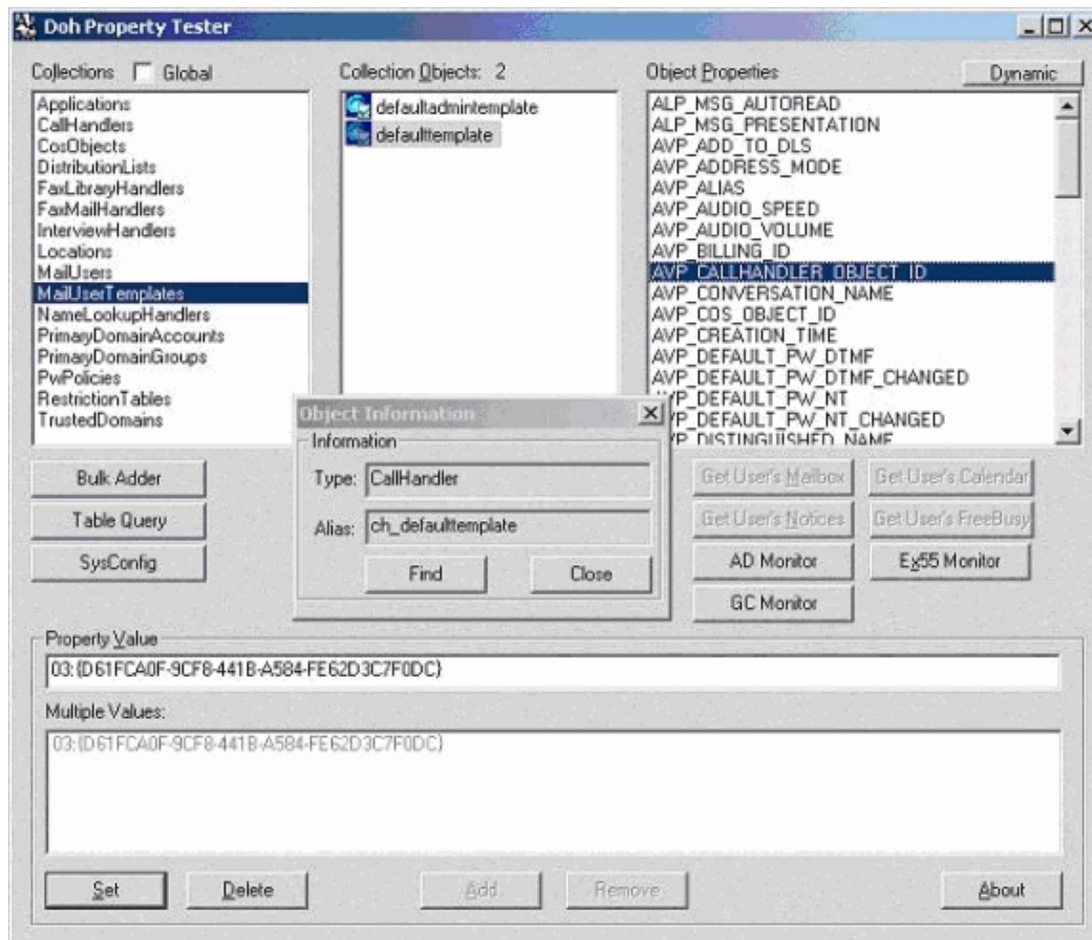 Doh Property Tester
Collections
Global
Collection Objects: 2
Object Properties
Dynamic
Applications
CallHandlers
CosObjects
DistributionLists
FaxLibraryHandlers
FaxMailHandlers
InterviewHandlers
Locations
MailUsers
MailUserTemplates
NameLookupHandlers
PrimaryDomainAccounts
PrimaryDomainGroups
PwPolicies
RestrictionTables
TrustedDomains
defaultadmintemplate
defaulttemplate
ALP_MSG_AUTOREAD
ALP_MSG_PRESENTATION
AVP_ADD_TO_DLS
AVP_ADDRESS_MODE
AVP_ALIAS
AVP_AUDIO_SPEED
AVP_AUDIO_VOLUME
AVP_BILLING_ID
AVP_CALLHANDLER_OBJECT_ID
AVP_CONVERSATION_NAME
AVP_COS_OBJECT_ID
AVP_CREATION_TIME
AVP_DEFAULT_PW_DTMF
AVP_DEFAULT_PW_DTMF_CHANGED
AVP_DEFAULT_PW_NT
AVP_DEFAULT_PW_NT_CHANGED
AVP_DISTINGUISHED_NAME
Object Information
Information
Type: CallHandler
Alias: ch_defaulttemplate
Find
Close
Bulk Adder
Table Query
SysConfig
Get User's Mailbox
Get User's Calendar
Get User's Notices
Get User's FreeBusy
AD Monitor
Ex55 Monitor
GC Monitor
Property Value
03:{D61FCA0F-9CF8-441B-A584-FE62D3C7F0DC}
Multiple Values:
03:{D61FCA0F-9CF8-441B-A584-FE62D3C7F0DC}
Set
Delete
Add
Remove
About